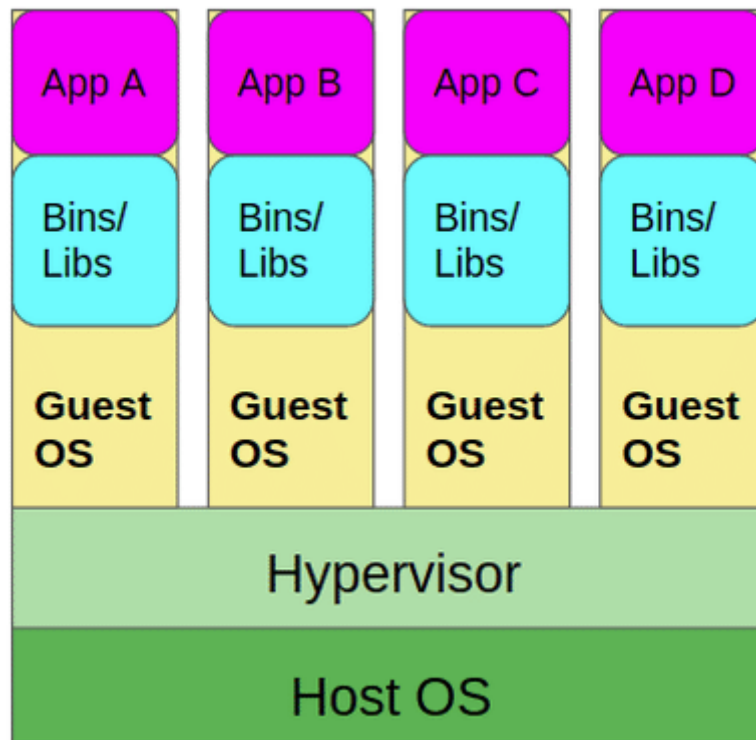 App A
App B
App C
App D
Bins/
Libs
Bins/
Libs
Bins/
Libs
Bins/
Libs
Guest
OS
Guest
OS
Guest
OS
Guest
OS
Hypervisor
Host OS